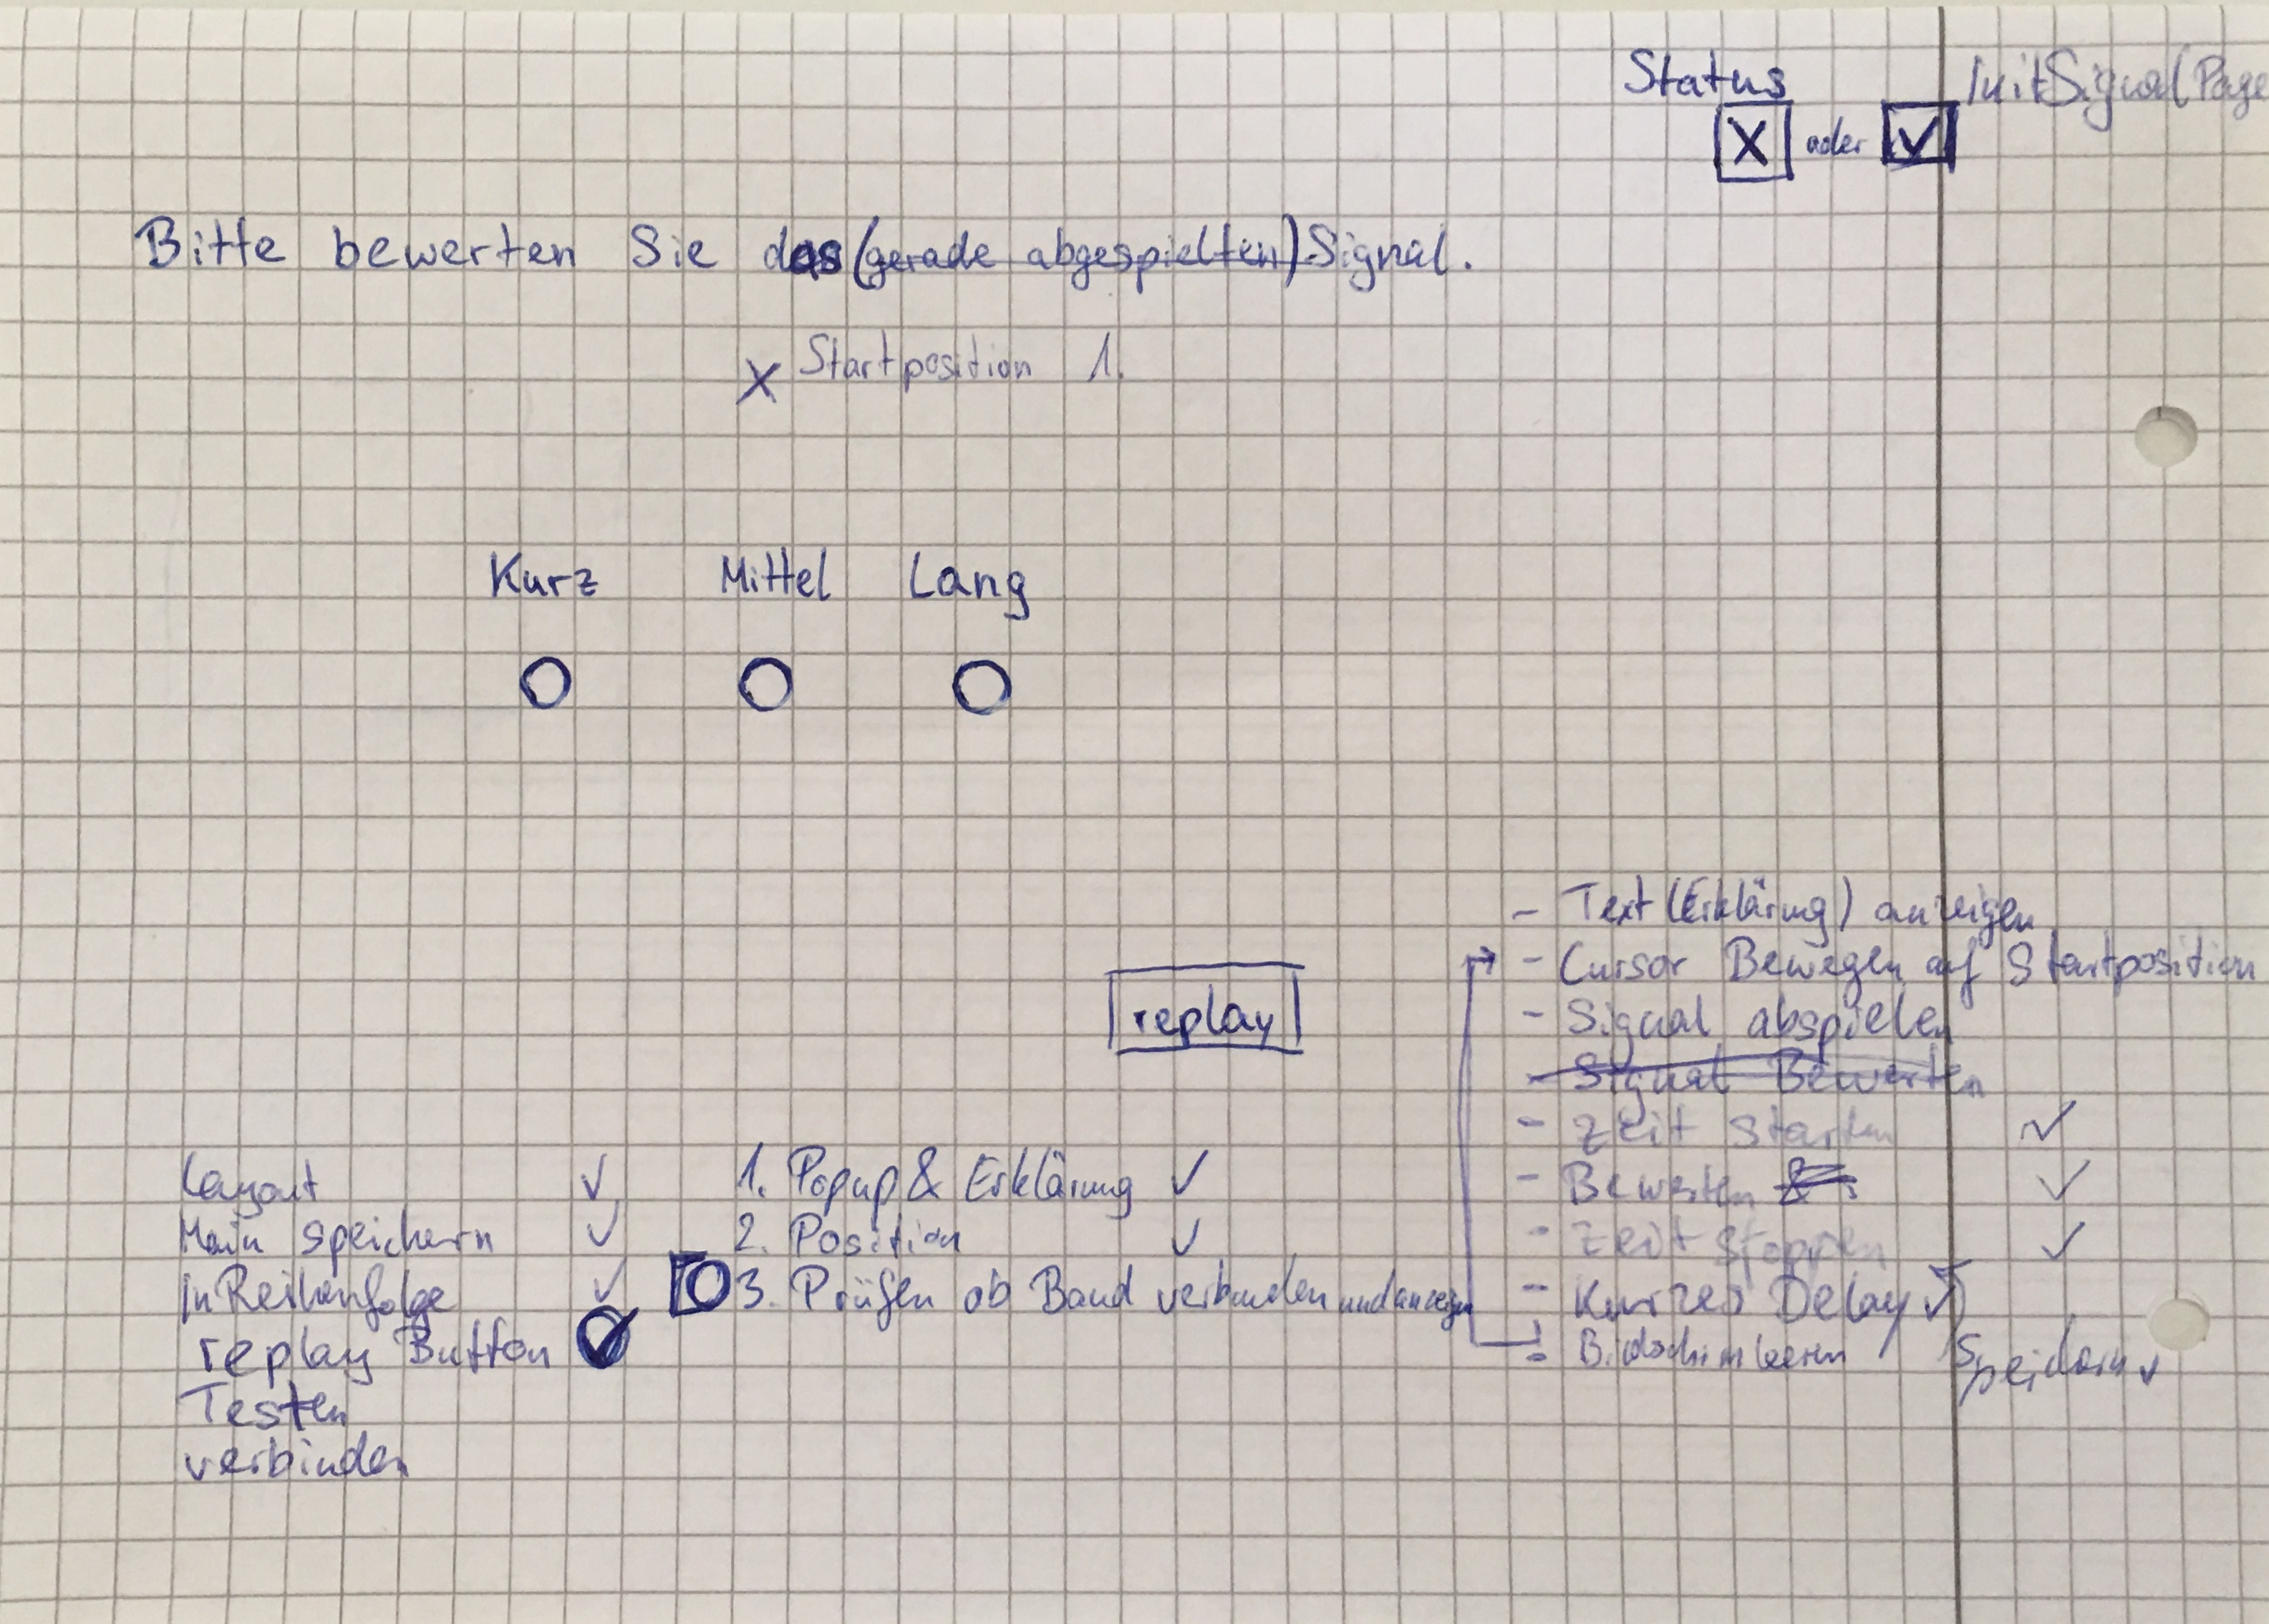 Status
InitSignalPage
X oder ✓
Bitte bewerten Sie das (gerade abgespielten) Signal.
X Startposition 1.
Kurz Mittel Lang
replay
- Text (Erklärung) anzeigen
- Cursor Bewegen auf Startposition
- Signal abspielen
- Signal Bewerten
- Zeit Starten ✓
- Bewerten & ✓
- Zeit Stoppen ✓
- Kurzes Delay ✓
- Bildschirm leeren
Speichern ✓
Layout ✓
Main speichern ✓
In Reihenfolge ✓
replay Button ✓
Testen
verbinden
1. Popup & Erklärung ✓
2. Position ✓
3. Prüfen ob Band verbunden und anzeigen